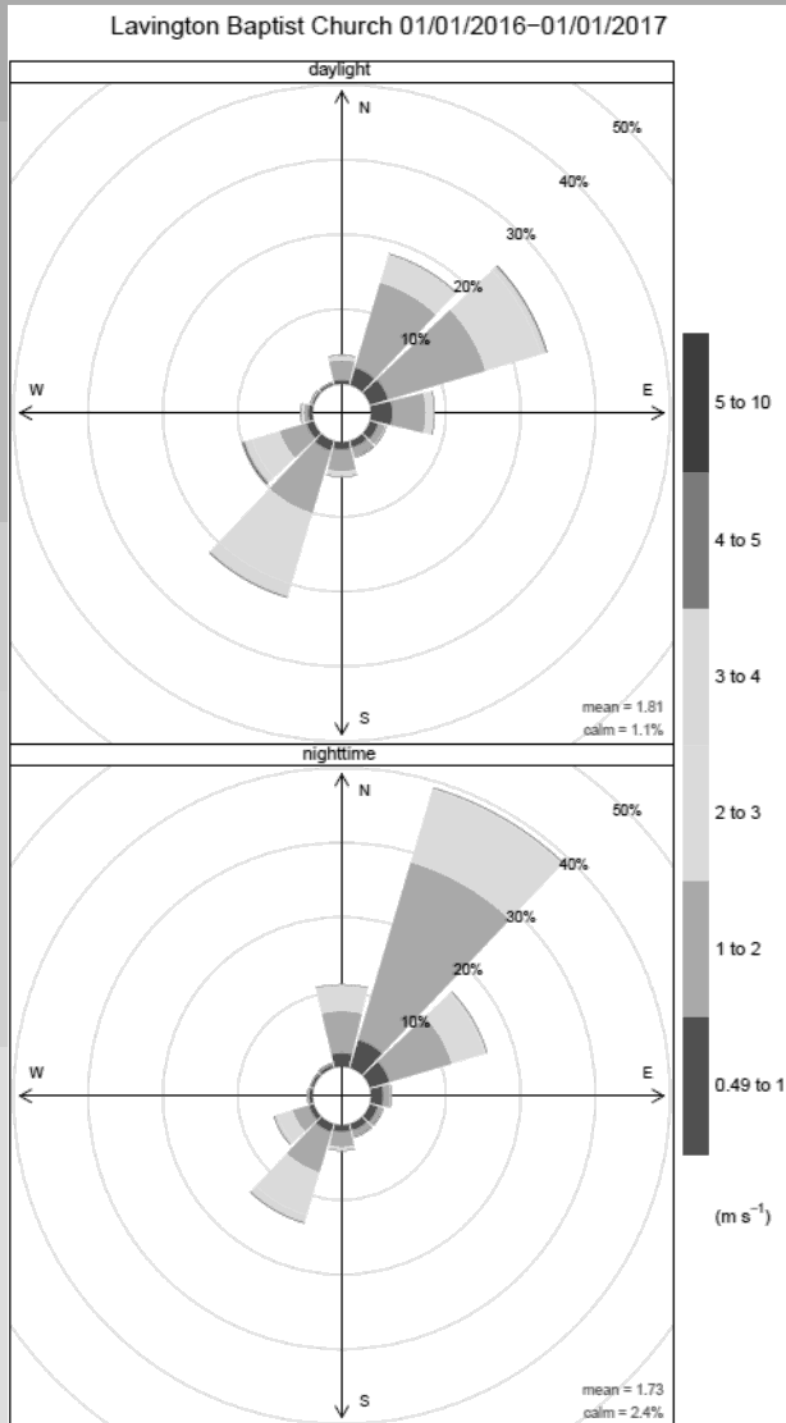 Lavington Baptist Church 01/01/2016−01/01/2017
daylight
N
50%
40%
30%
20%
10%
W
E
S
mean = 1.81
calm = 1.1%
nighttime
N
50%
40%
30%
20%
10%
W
E
S
mean = 1.73
calm = 2.4%
5 to 10
4 to 5
3 to 4
2 to 3
1 to 2
0.49 to 1
(m s⁻¹)